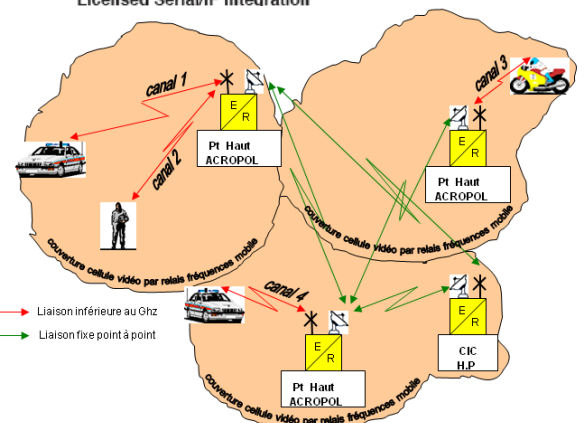 Licensed Serial/IP Integration
canal 1
canal 2
E
R
Pt Haut
ACROPOL
couverture cellule vidéo par relais fréquences mobile
canal 3
E
R
Pt Haut
ACROPOL
couverture cellule vidéo par relais fréquences mobile
canal 4
E
R
Pt Haut
ACROPOL
E
R
CIC
H.P
couverture cellule vidéo par relais fréquences mobile
Liaison inférieure au Ghz
Liaison fixe point à point